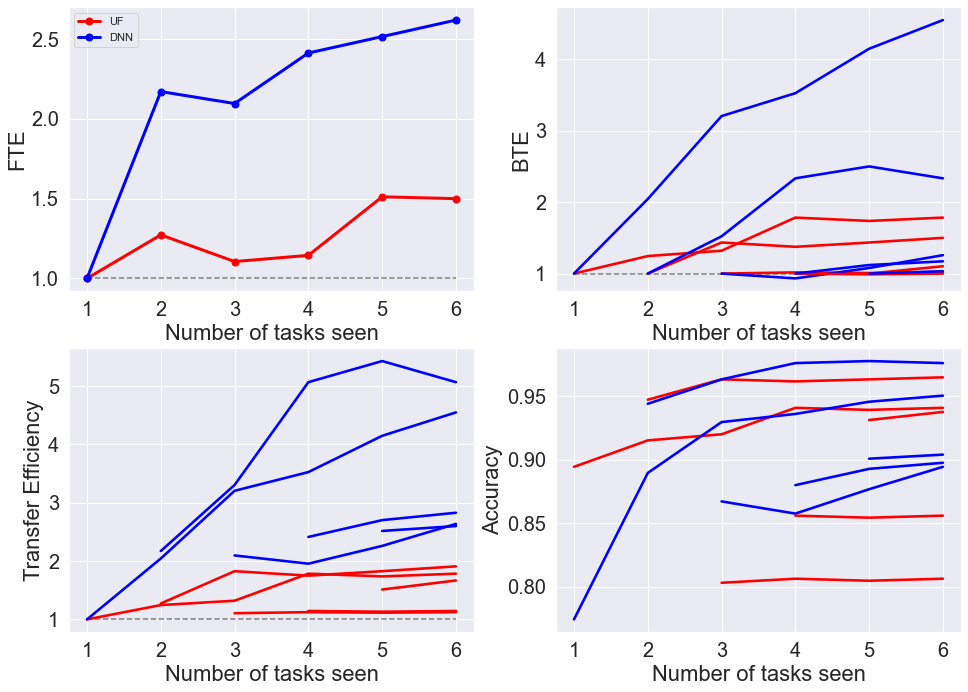 UF
DNN
2.5
2.0
1.5
1.0
FTE
1 2 3 4 5 6
Number of tasks seen
4
3
2
1
BTE
1 2 3 4 5 6
Number of tasks seen
5
4
3
2
1
Transfer Efficiency
1 2 3 4 5 6
Number of tasks seen
0.95
0.90
0.85
0.80
Accuracy
1 2 3 4 5 6
Number of tasks seen